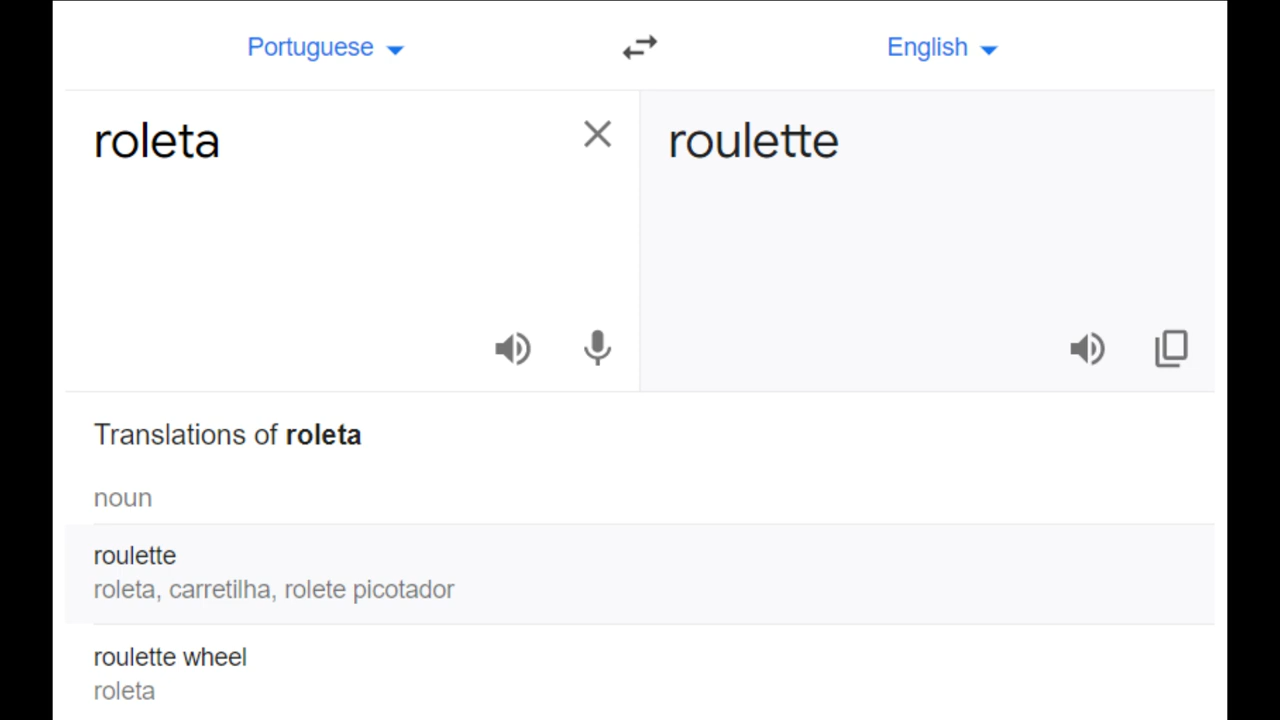 Portuguese English
roleta
roulette
Translations of roleta
noun
roulette
roleta, carretilha, rolete picotador
roulette wheel
roleta